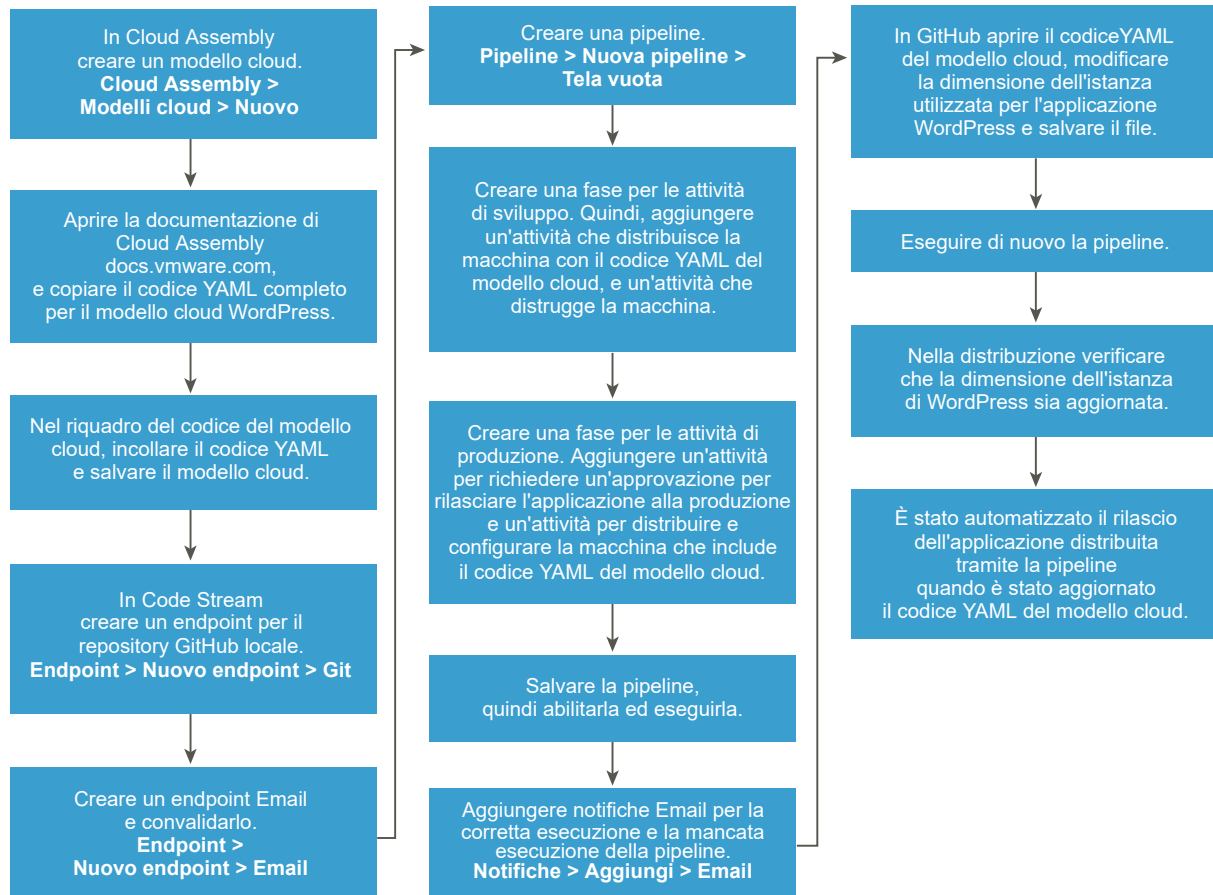 In Cloud Assembly
creare un modello cloud.
Cloud Assembly >
Modelli cloud > Nuovo
Aprire la documentazione di
Cloud Assembly
docs.vmware.com,
e copiare il codice YAML completo
per il modello cloud WordPress.
Nel riquadro del codice del modello
cloud, incollare il codice YAML
e salvare il modello cloud.
In Code Stream
creare un endpoint per il
repository GitHub locale.
Endpoint > Nuovo endpoint > Git
Creare un endpoint Email
e convalidarlo.
Endpoint >
Nuovo endpoint > Email
Creare una pipeline.
Pipeline > Nuova pipeline >
Tela vuota
Creare una fase per le attività
di sviluppo. Quindi, aggiungere
un'attività che distribuisce la
macchina con il codice YAML del
modello cloud, e un'attività che
distrugge la macchina.
Creare una fase per le attività di
produzione. Aggiungere un'attività
per richiedere un'approvazione per
rilasciare l'applicazione alla produzione
e un'attività per distribuire e
configurare la macchina che include
il codice YAML del modello cloud.
Salvare la pipeline,
quindi abilitarla ed eseguirla.
Aggiungere notifiche Email per la
corretta esecuzione e la mancata
esecuzione della pipeline.
Notifiche > Aggiungi > Email
In GitHub aprire il codiceYAML
del modello cloud, modificare
la dimensione dell'istanza
utilizzata per l'applicazione
WordPress e salvare il file.
Eseguire di nuovo la pipeline.
Nella distribuzione verificare
che la dimensione dell'istanza
di WordPress sia aggiornata.
È stato automatizzato il rilascio
dell'applicazione distribuita
tramite la pipeline
quando è stato aggiornato
il codice YAML del modello cloud.